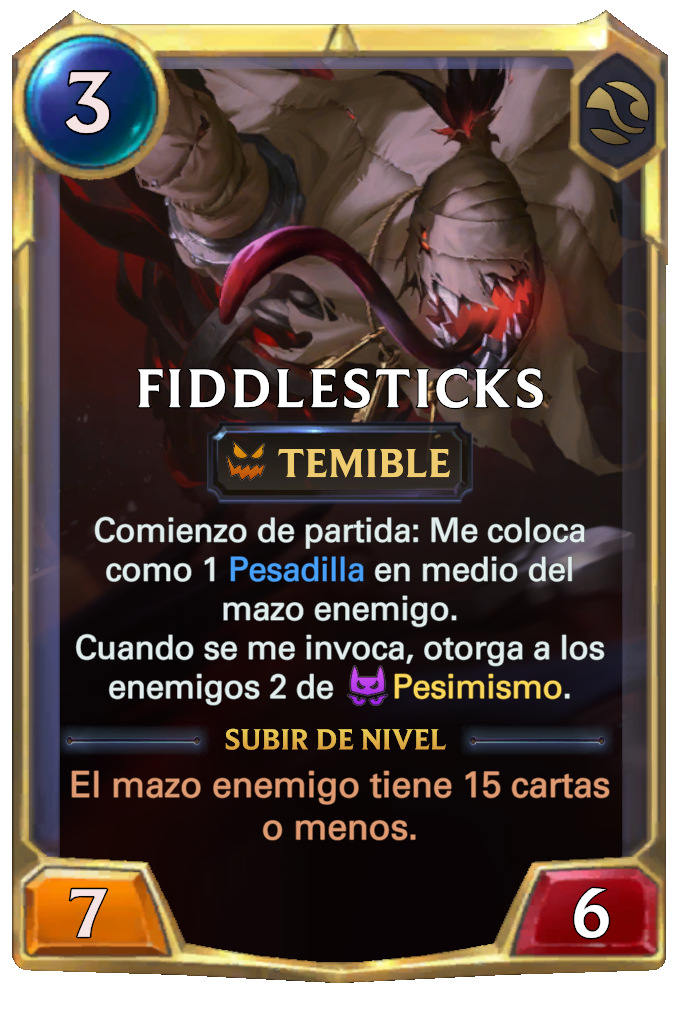 3
FIDDLESTICKS
TEMIBLE
Comienzo de partida: Me coloca
como 1 Pesadilla en medio del
mazo enemigo.
Cuando se me invoca, otorga a los
enemigos 2 de Pesimismo.
SUBIR DE NIVEL
El mazo enemigo tiene 15 cartas
o menos.
7
6